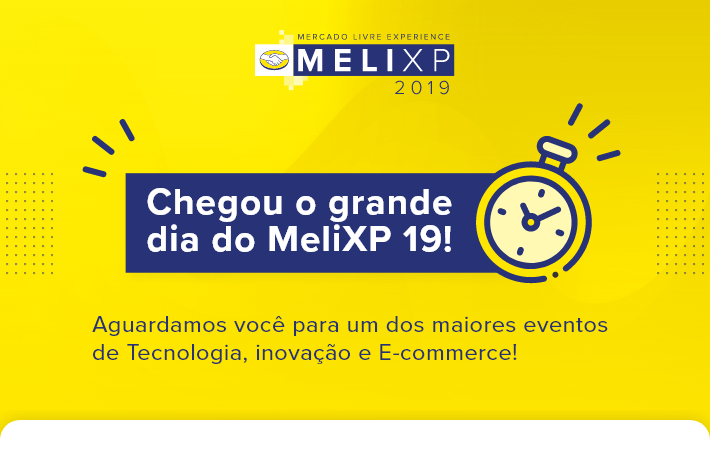 MERCADO LIVRE EXPERIENCE
MELIXP
2019
Chegou o grande
dia do MeliXP 19!
Aguardamos você para um dos maiores eventos
de Tecnologia, inovação e E-commerce!